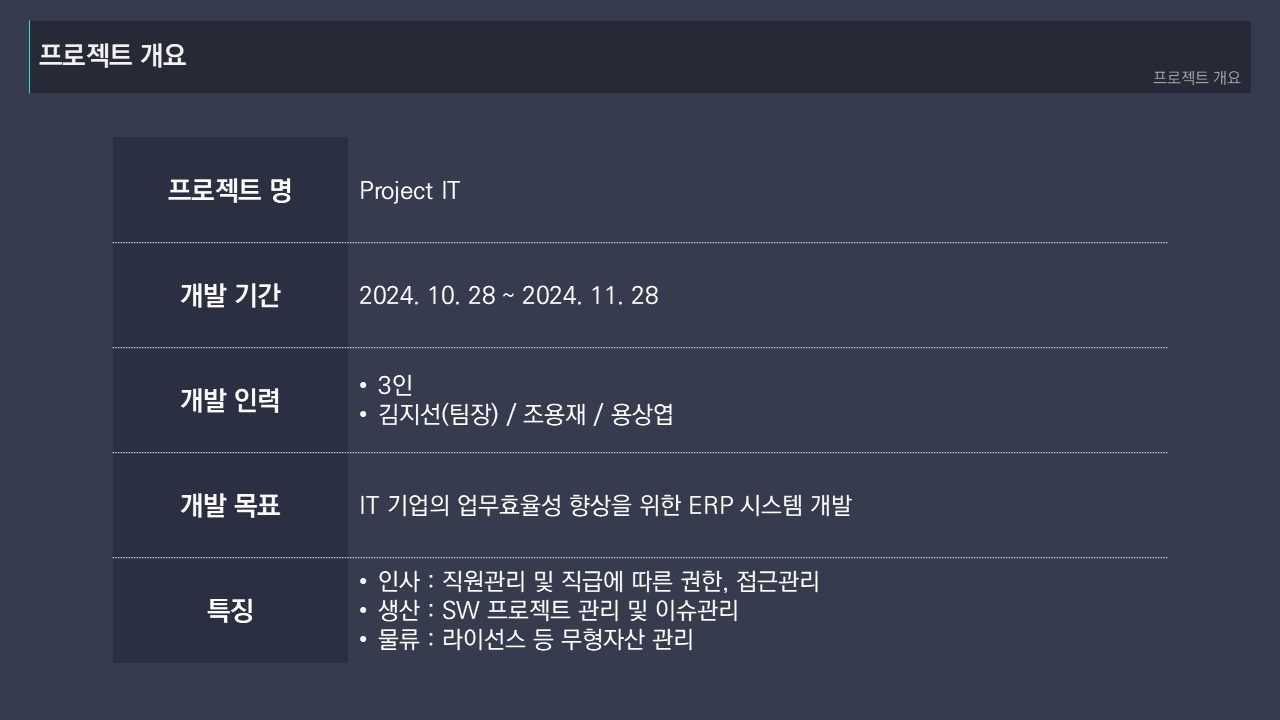 프로젝트 개요
프로젝트 개요
프로젝트 명
Project IT
개발 기간
2024. 10. 28 ~ 2024. 11. 28
개발 인력
• 3인
• 김지선(팀장) / 조용재 / 용상엽
개발 목표
IT 기업의 업무효율성 향상을 위한 ERP 시스템 개발
특징
• 인사 : 직원관리 및 직급에 따른 권한, 접근관리
• 생산 : SW 프로젝트 관리 및 이슈관리
• 물류 : 라이선스 등 무형자산 관리